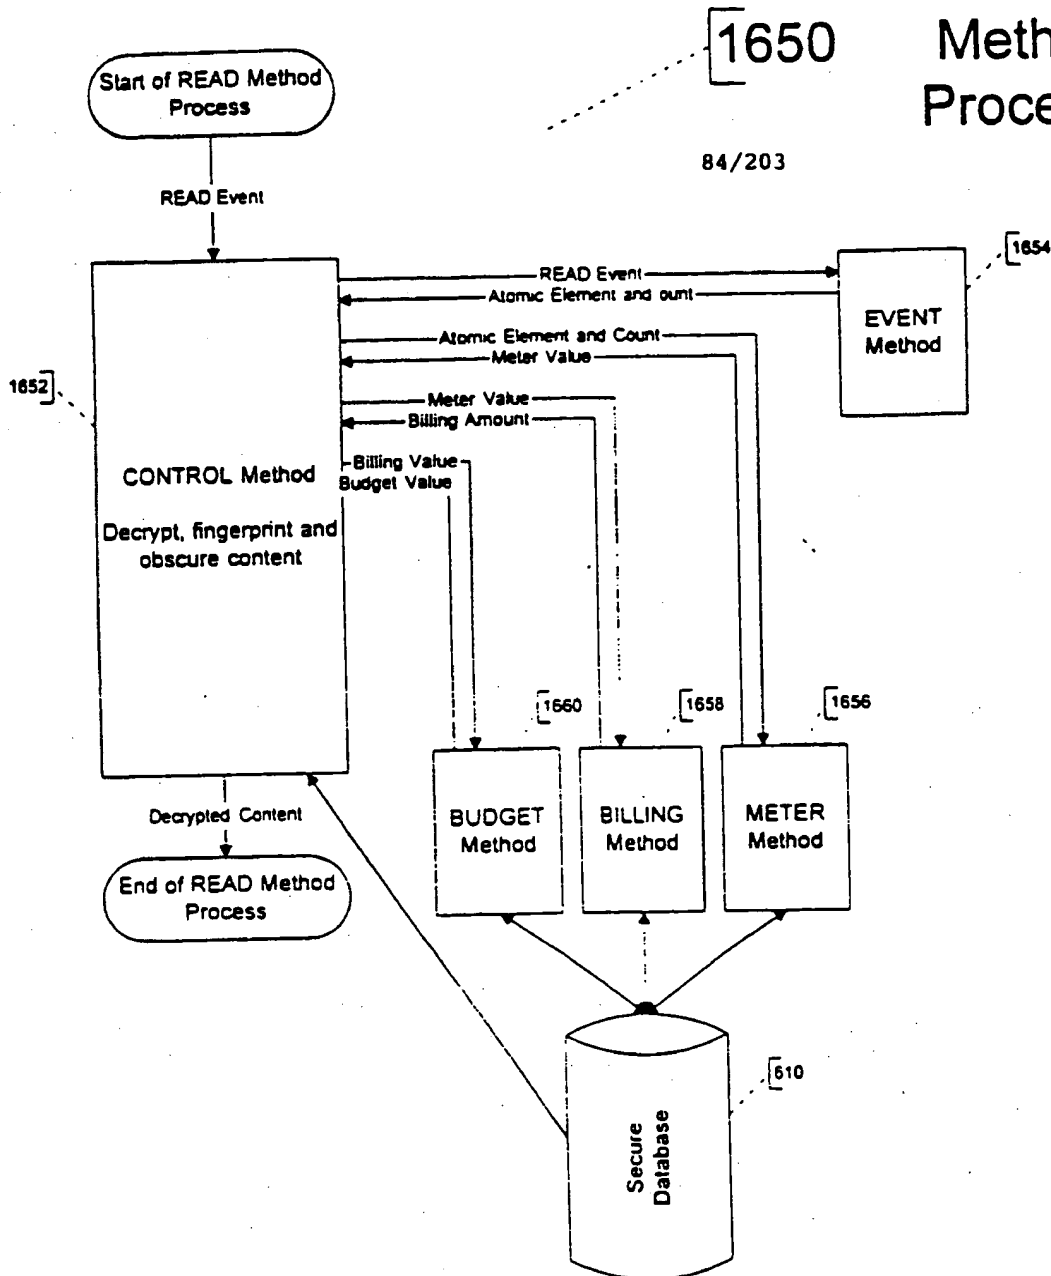 1650 Meth
Proce
84/203
Start of READ Method
Process
READ Event
READ Event
Atomic Element and ount
Atomic Element and Count
Meter Value
Meter Value
Billing Amount
Billing Value
Budget Value
1654
EVENT
Method
1652
CONTROL Method
Decrypt, fingerprint and
obscure content
1660
1658
1656
BUDGET
Method
BILLING
Method
METER
Method
Decrypted Content
End of READ Method
Process
610
Secure
Database